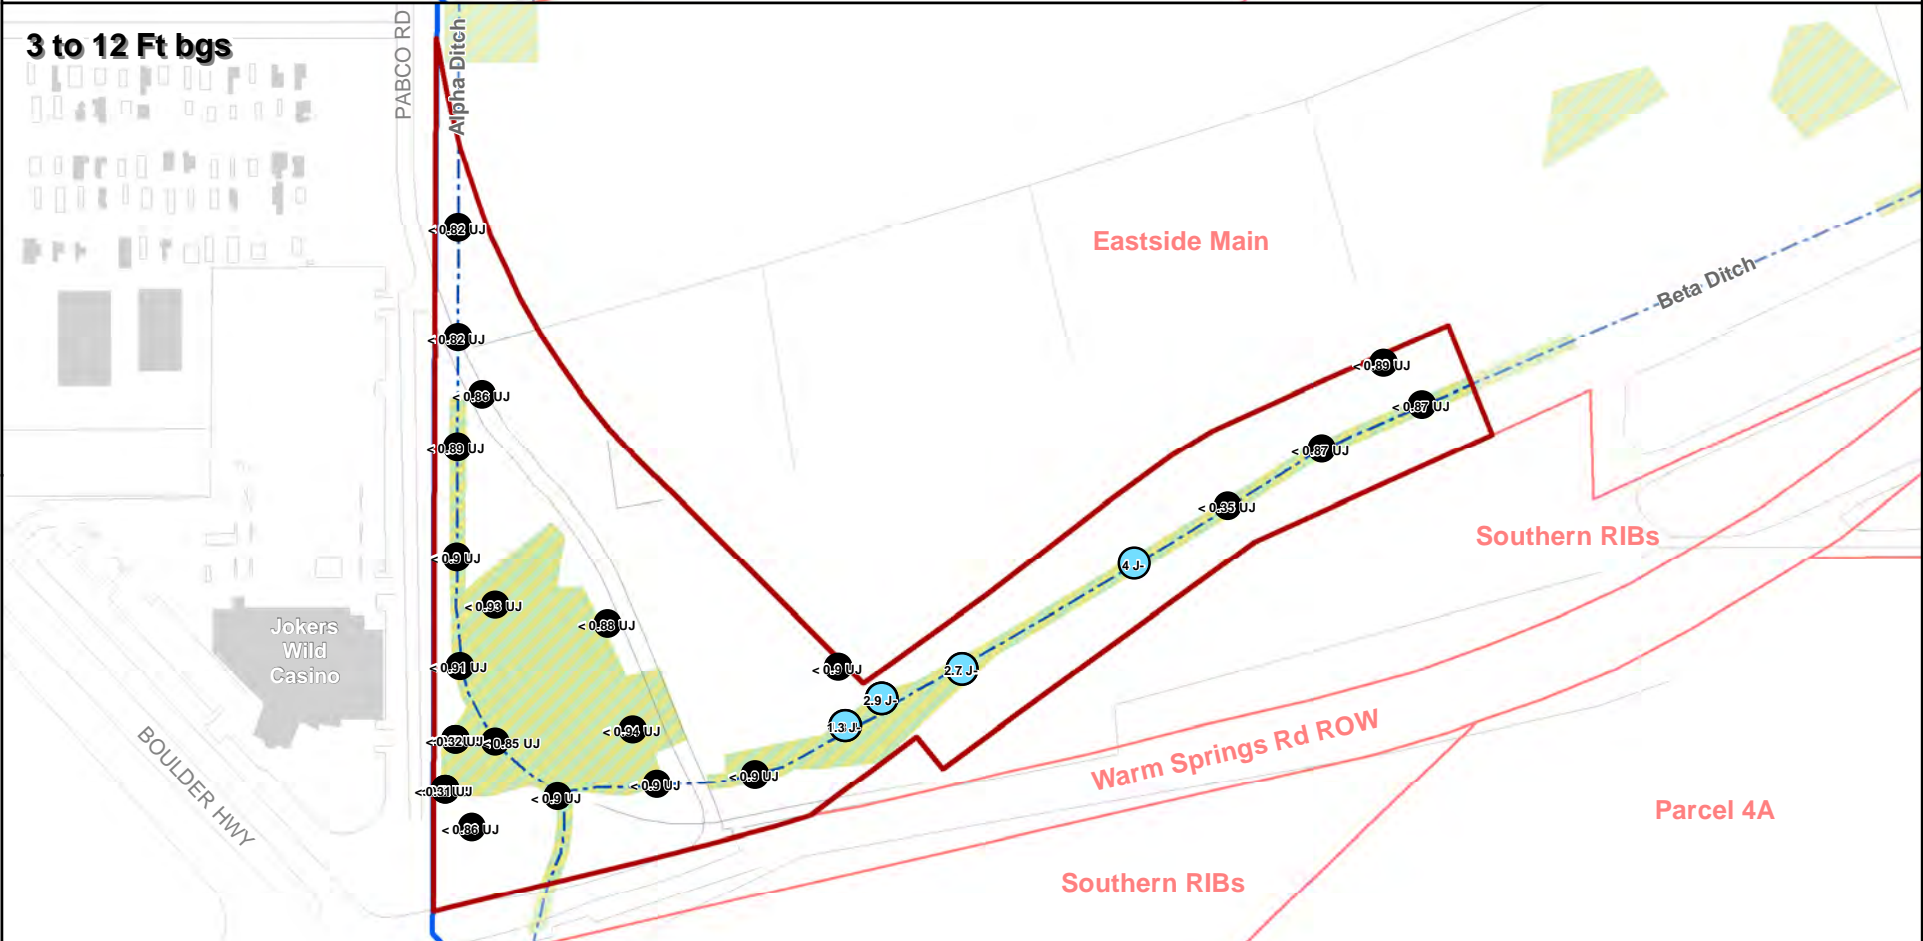 3 to 12 Ft bgs
PABCO RD
Alpha Ditch
< 0.82 UJ
Eastside Main
Beta Ditch
< 0.82 UJ
< 0.89 UJ
< 0.86 UJ
< 0.87 UJ
< 0.89 UJ
< 0.87 UJ
< 0.35 UJ
Southern RIBs
< 0.9 UJ
4 J-
< 0.93 UJ
< 0.88 UJ
Jokers
Wild
Casino
< 0.91 UJ
< 0.9 UJ
2.7 J-
2.9 J-
1.3 J-
< 0.94 UJ
< 0.32 UJ
< 0.85 UJ
Warm Springs Rd ROW
BOULDER HWY
< 0.9 UJ
< 0.9 UJ
< 0.31 UJ
< 0.9 UJ
Parcel 4A
< 0.86 UJ
Southern RIBs